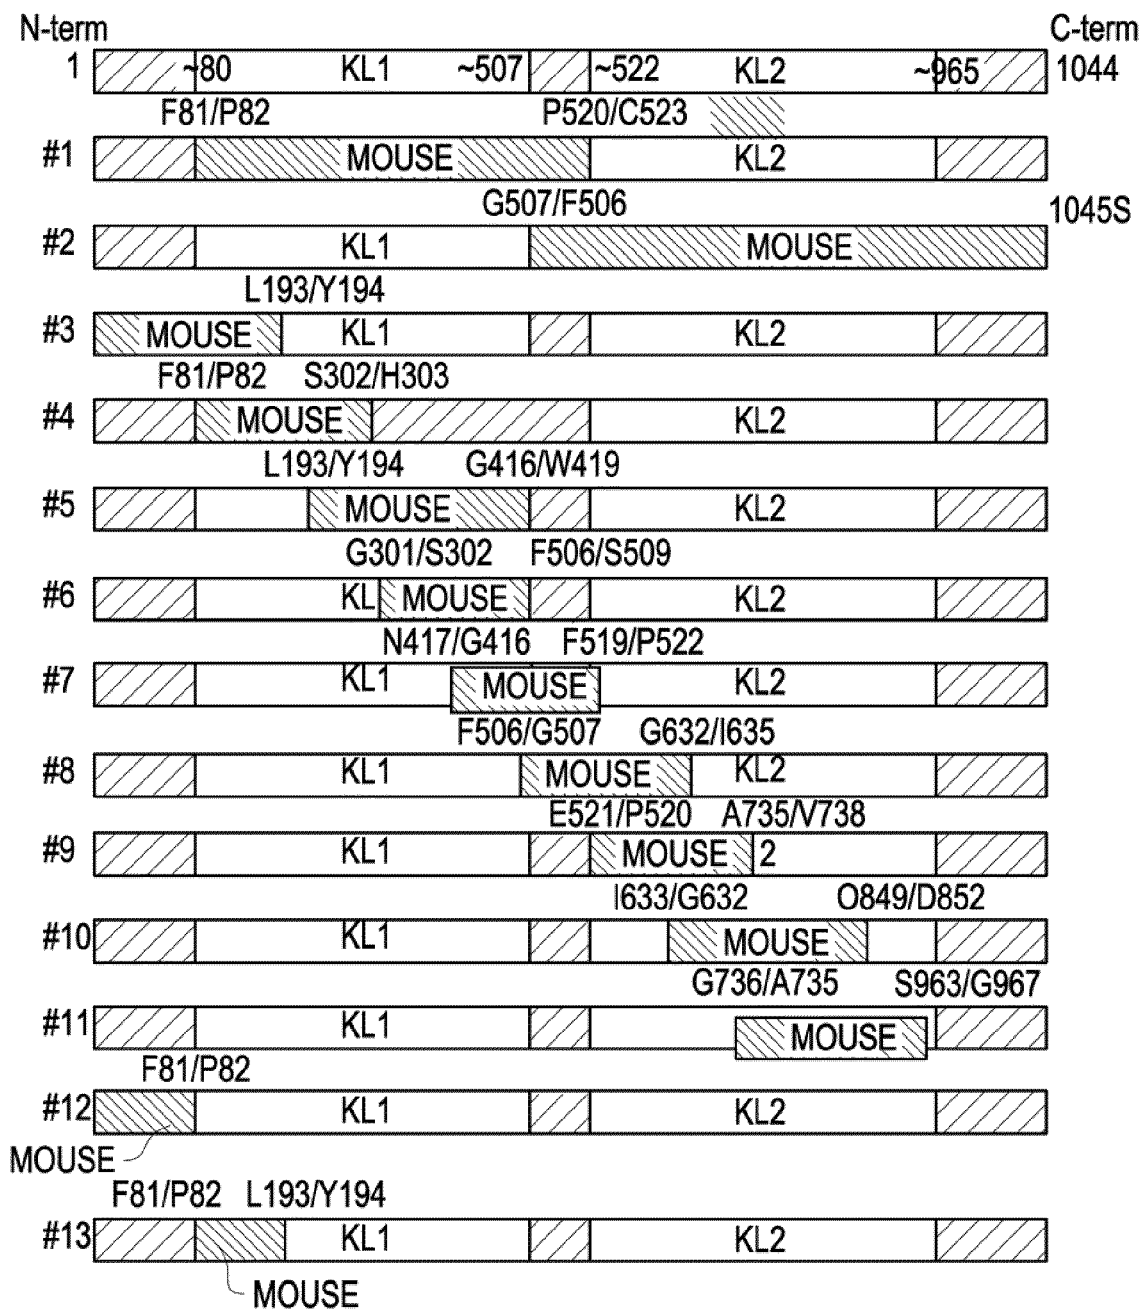 N-term C-term
1 ~80 KL1 ~507 ~522 KL2 ~965 1044
F81/P82 P520/C523
#1 MOUSE KL2
G507/F506 1045S
#2 KL1 MOUSE
L193/Y194
#3 MOUSE KL1 KL2
F81/P82 S302/H303
#4 MOUSE KL2
L193/Y194 G416/W419
#5 MOUSE KL2
G301/S302 F506/S509
#6 KL MOUSE KL2
N417/G416 F519/P522
#7 KL1 MOUSE KL2
F506/G507 G632/I635
#8 KL1 MOUSE KL2
E521/P520 A735/V738
#9 KL1 MOUSE 2
I633/G632 O849/D852
#10 KL1 MOUSE
G736/A735 S963/G967
#11 KL1 MOUSE
F81/P82
#12 KL1 KL2
MOUSE
F81/P82 L193/Y194
#13 KL1 KL2
MOUSE